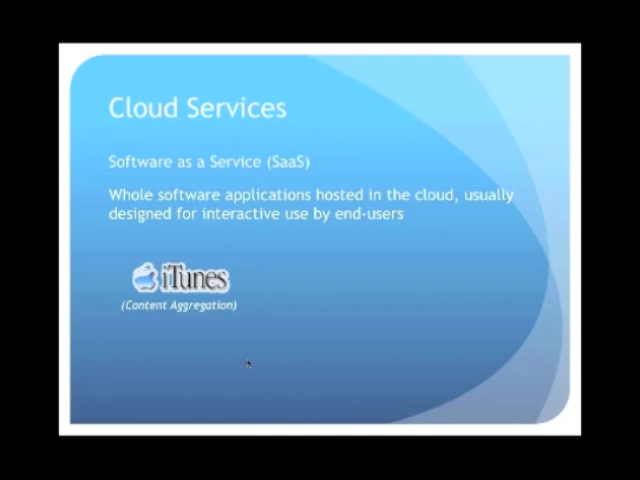 Cloud Services
Software as a Service (SaaS)
Whole software applications hosted in the cloud, usually
designed for interactive use by end-users
iTunes
(Content Aggregation)